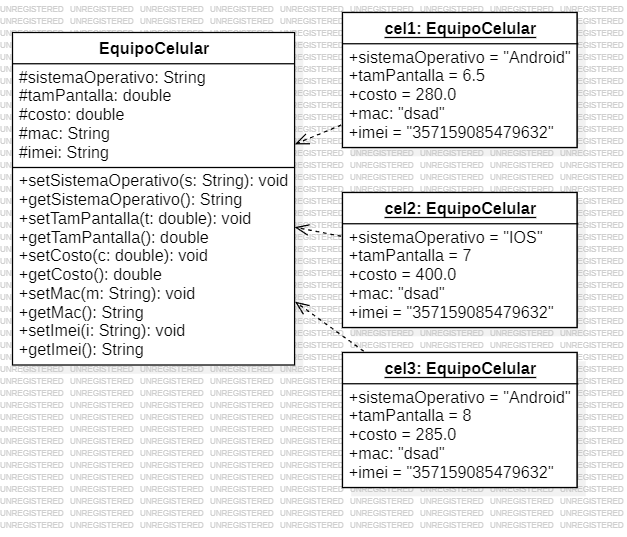 EquipoCelular
#sistemaOperativo: String
#tamPantalla: double
#costo: double
#mac: String
#imei: String
+setSistemaOperativo(s: String): void
+getSistemaOperativo(): String
+setTamPantalla(t: double): void
+getTamPantalla(): double
+setCosto(c: double): void
+getCosto(): double
+setMac(m: String): void
+getMac(): String
+setImei(i: String): void
+getImei(): String
cel1: EquipoCelular
+sistemaOperativo = "Android"
+tamPantalla = 6.5
+costo = 280.0
+mac: "dsad"
+imei = "357159085479632"
cel2: EquipoCelular
+sistemaOperativo = "IOS"
+tamPantalla = 7
+costo = 400.0
+mac: "dsad"
+imei = "357159085479632"
cel3: EquipoCelular
+sistemaOperativo = "Android"
+tamPantalla = 8
+costo = 285.0
+mac: "dsad"
+imei = "357159085479632"
UNREGISTERED UNREGISTERED UNREGISTERED UNREGISTERED UNREGISTERED UNREGISTERED UNREGISTERED UNREGISTERED UNREGISTERED